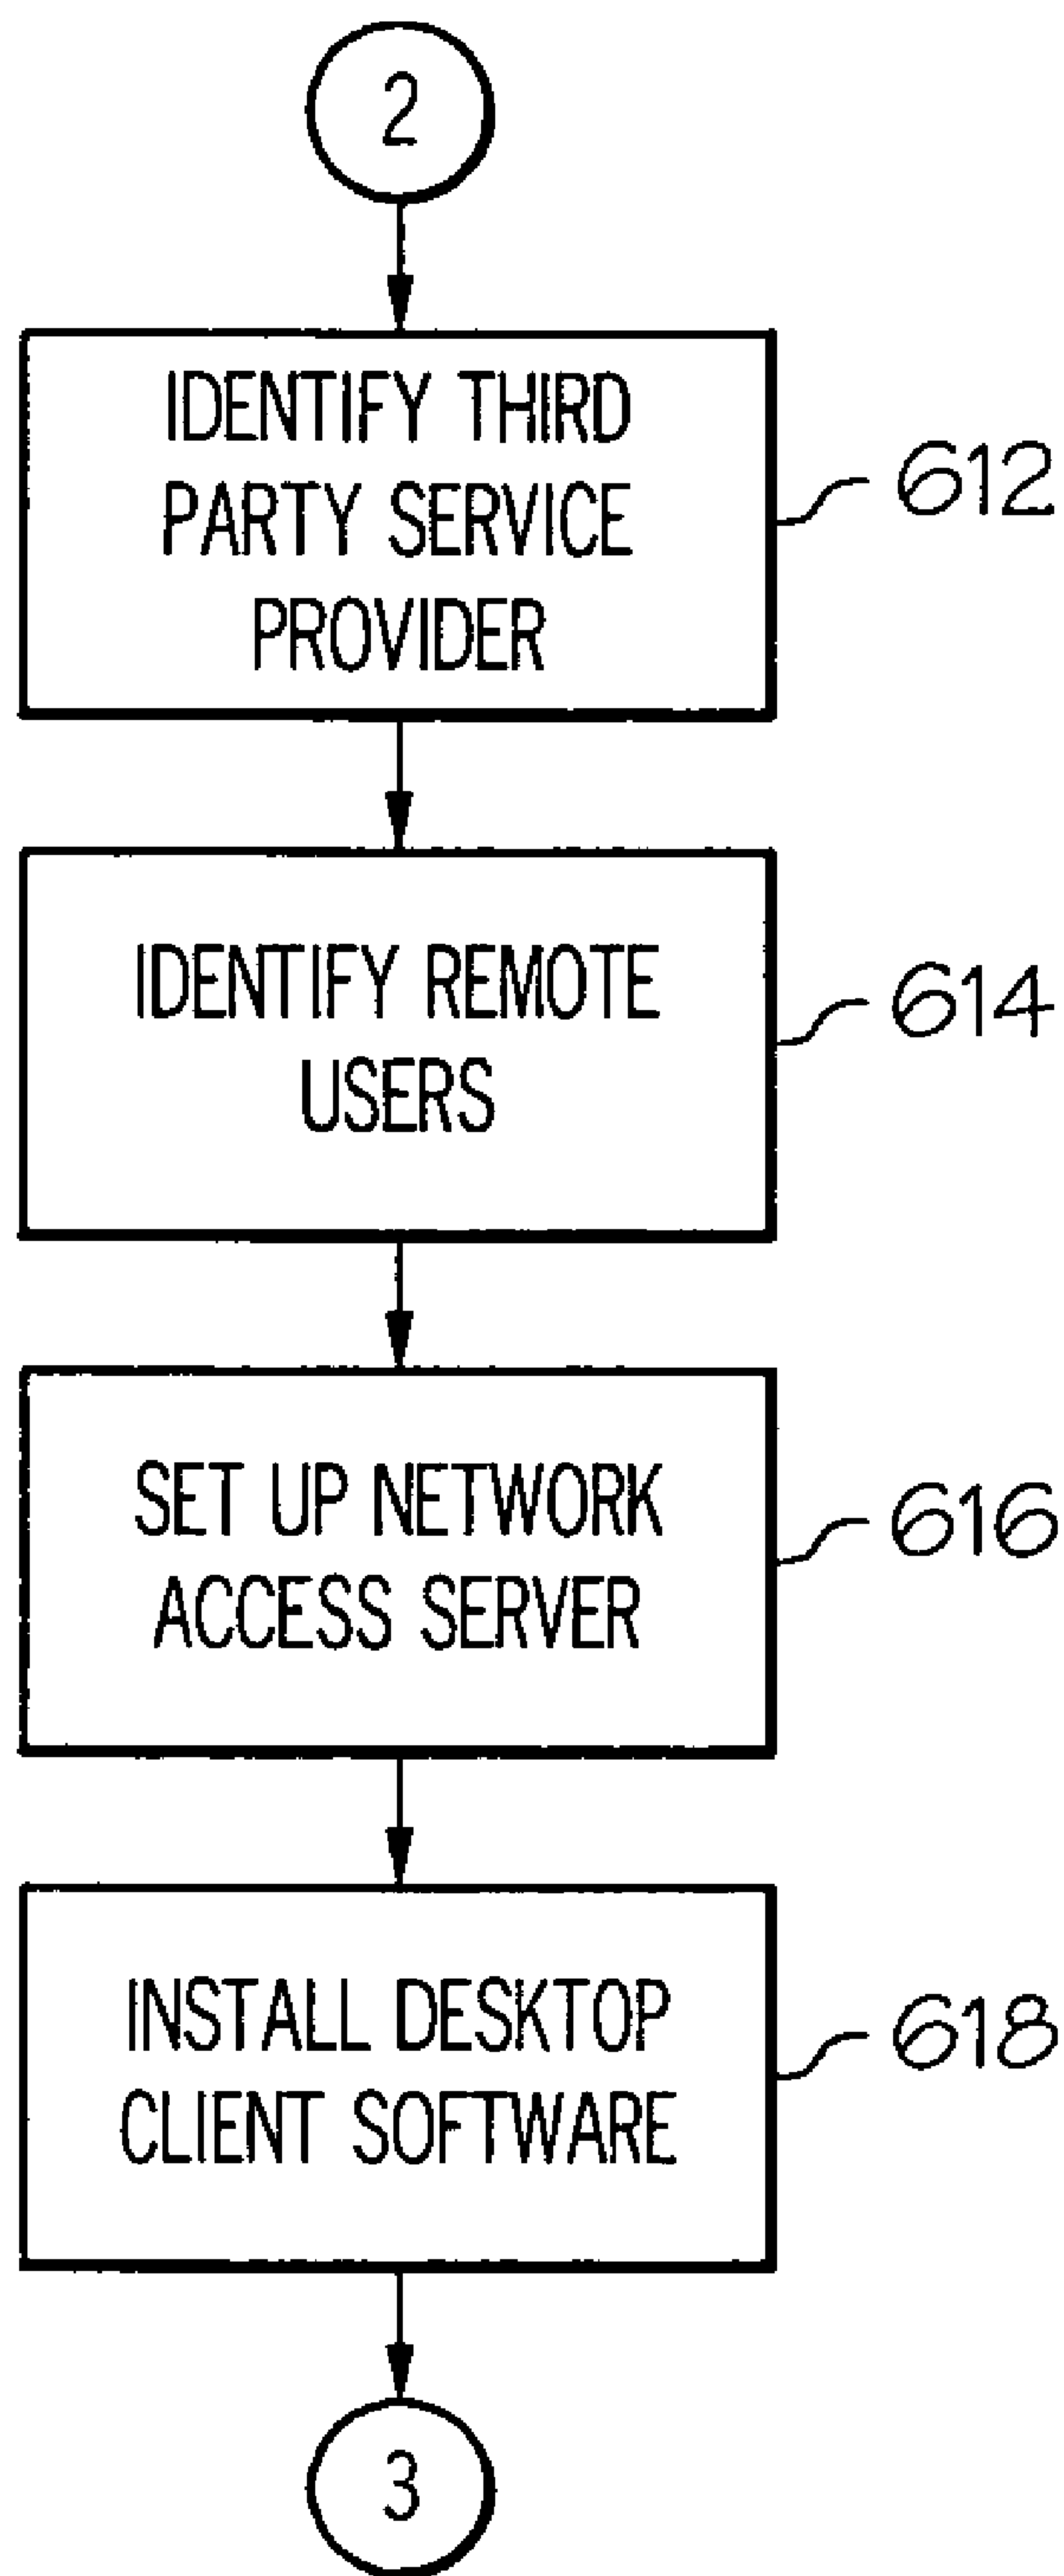 2
IDENTIFY THIRD
PARTY SERVICE
PROVIDER
612
IDENTIFY REMOTE
USERS
614
SET UP NETWORK
ACCESS SERVER
616
INSTALL DESKTOP
CLIENT SOFTWARE
618
3